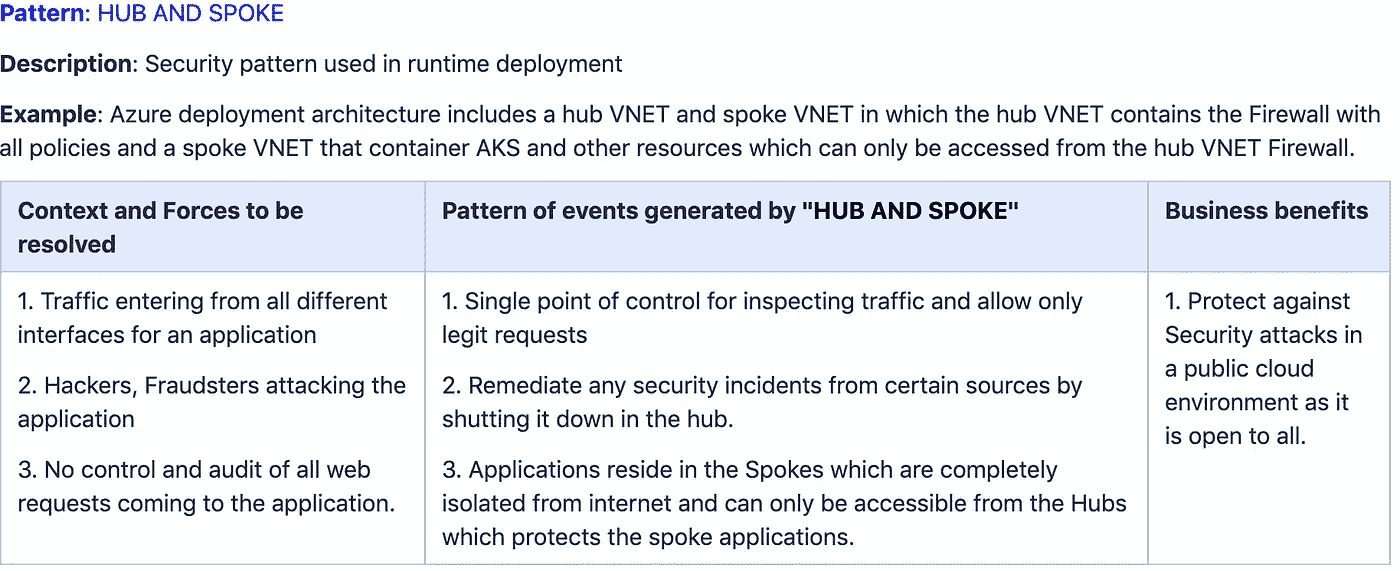 Pattern: HUB AND SPOKE
Description: Security pattern used in runtime deployment
Example: Azure deployment architecture includes a hub VNET and spoke VNET in which the hub VNET contains the Firewall with
all policies and a spoke VNET that container AKS and other resources which can only be accessed from the hub VNET Firewall.
Context and Forces to be
resolved
Pattern of events generated by "HUB AND SPOKE"
Business benefits
1. Traffic entering from all different
interfaces for an application
2. Hackers, Fraudsters attacking the
application
3. No control and audit of all web
requests coming to the application.
1. Single point of control for inspecting traffic and allow only
legit requests
2. Remediate any security incidents from certain sources by
shutting it down in the hub.
3. Applications reside in the Spokes which are completely
isolated from internet and can only be accessible from the Hubs
which protects the spoke applications.
1. Protect against
Security attacks in
a public cloud
environment as it
is open to all.